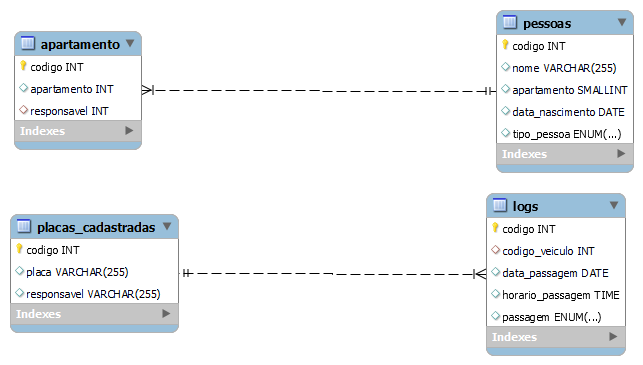 apartamento
codigo INT
apartamento INT
responsavel INT
Indexes
pessoas
codigo INT
nome VARCHAR(255)
apartamento SMALLINT
data_nascimento DATE
tipo_pessoa ENUM(...)
Indexes
placas_cadastradas
codigo INT
placa VARCHAR(255)
responsavel VARCHAR(255)
Indexes
logs
codigo INT
codigo_veiculo INT
data_passagem DATE
horario_passagem TIME
passagem ENUM(...)
Indexes